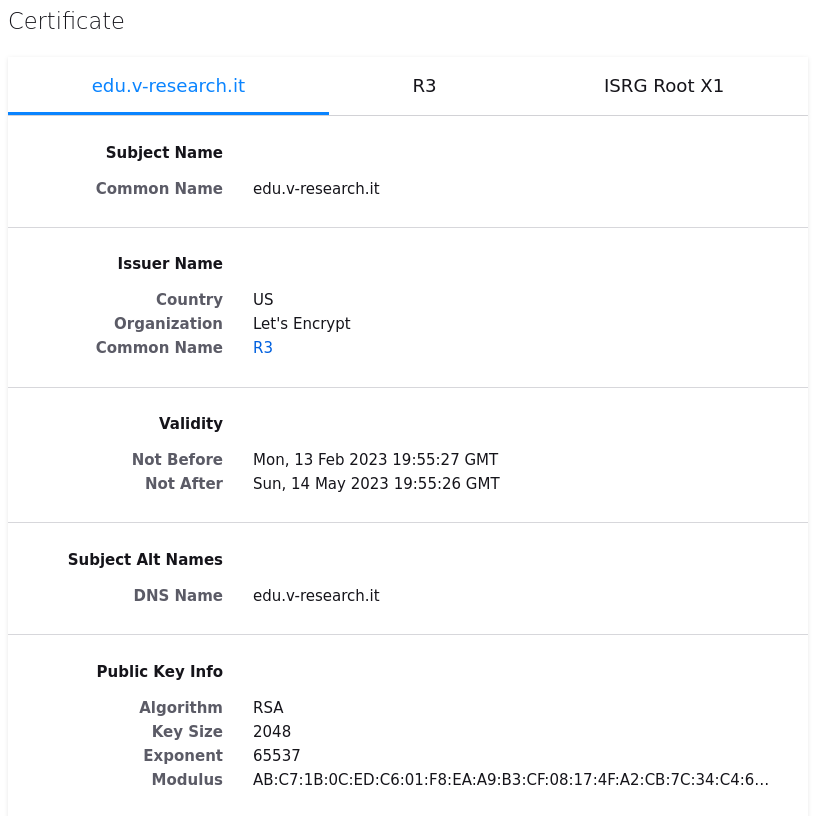 Certificate
edu.v-research.it R3 ISRG Root X1
Subject Name
Common Name edu.v-research.it
Issuer Name
Country US
Organization Let's Encrypt
Common Name R3
Validity
Not Before Mon, 13 Feb 2023 19:55:27 GMT
Not After Sun, 14 May 2023 19:55:26 GMT
Subject Alt Names
DNS Name edu.v-research.it
Public Key Info
Algorithm RSA
Key Size 2048
Exponent 65537
Modulus AB:C7:1B:0C:ED:C6:01:F8:EA:A9:B3:CF:08:17:4F:A2:CB:7C:34:C4:6…